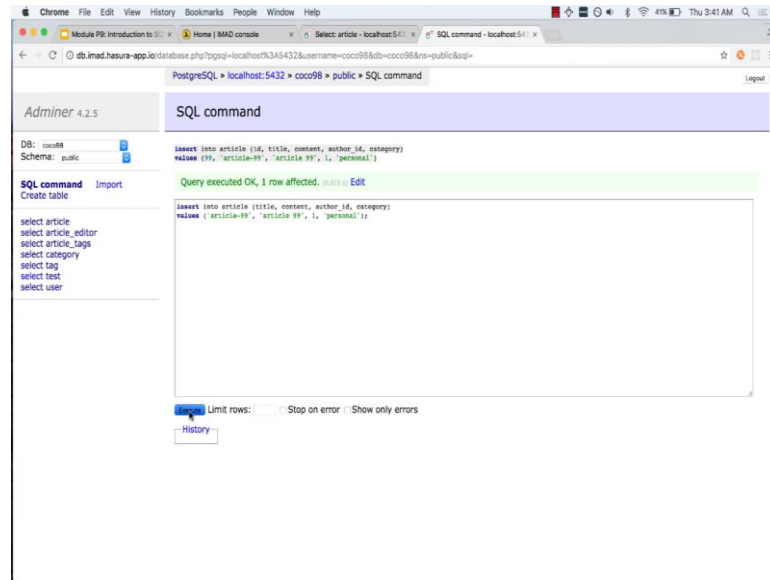 Chrome File Edit View History Bookmarks People Window Help 41% Thu 3:41 AM
Module P9: Introduction to SQ × Home | IMAD console × Select: article - localhost:543 × SQL command - localhost:543 ×
db.imad.hasura-app.io/database.php?pgsql=localhost%3A5432&username=coco98&db=coco98&ns=public&sql=
PostgreSQL » localhost:5432 » coco98 » public » SQL command
Logout
Adminer 4.2.5
SQL command
DB: coco98
Schema: public
insert into article (id, title, content, author_id, category)
values (99, 'article-99', 'article 99', 1, 'personal')
SQL command Import
Create table
Query executed OK, 1 row affected. Edit
insert into article (title, content, author_id, category)
values ('article-99', 'article 99', 1, 'personal');
select article
select article_editor
select article_tags
select category
select tag
select test
select user
Execute Limit rows: Stop on error Show only errors
History